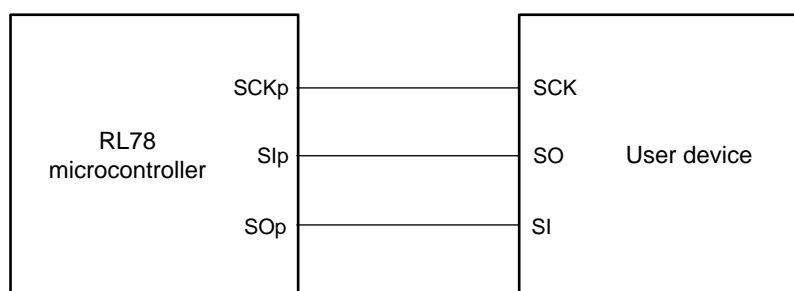 SCKp
SCK
RL78
microcontroller
SIp
SO
User device
SOp
SI